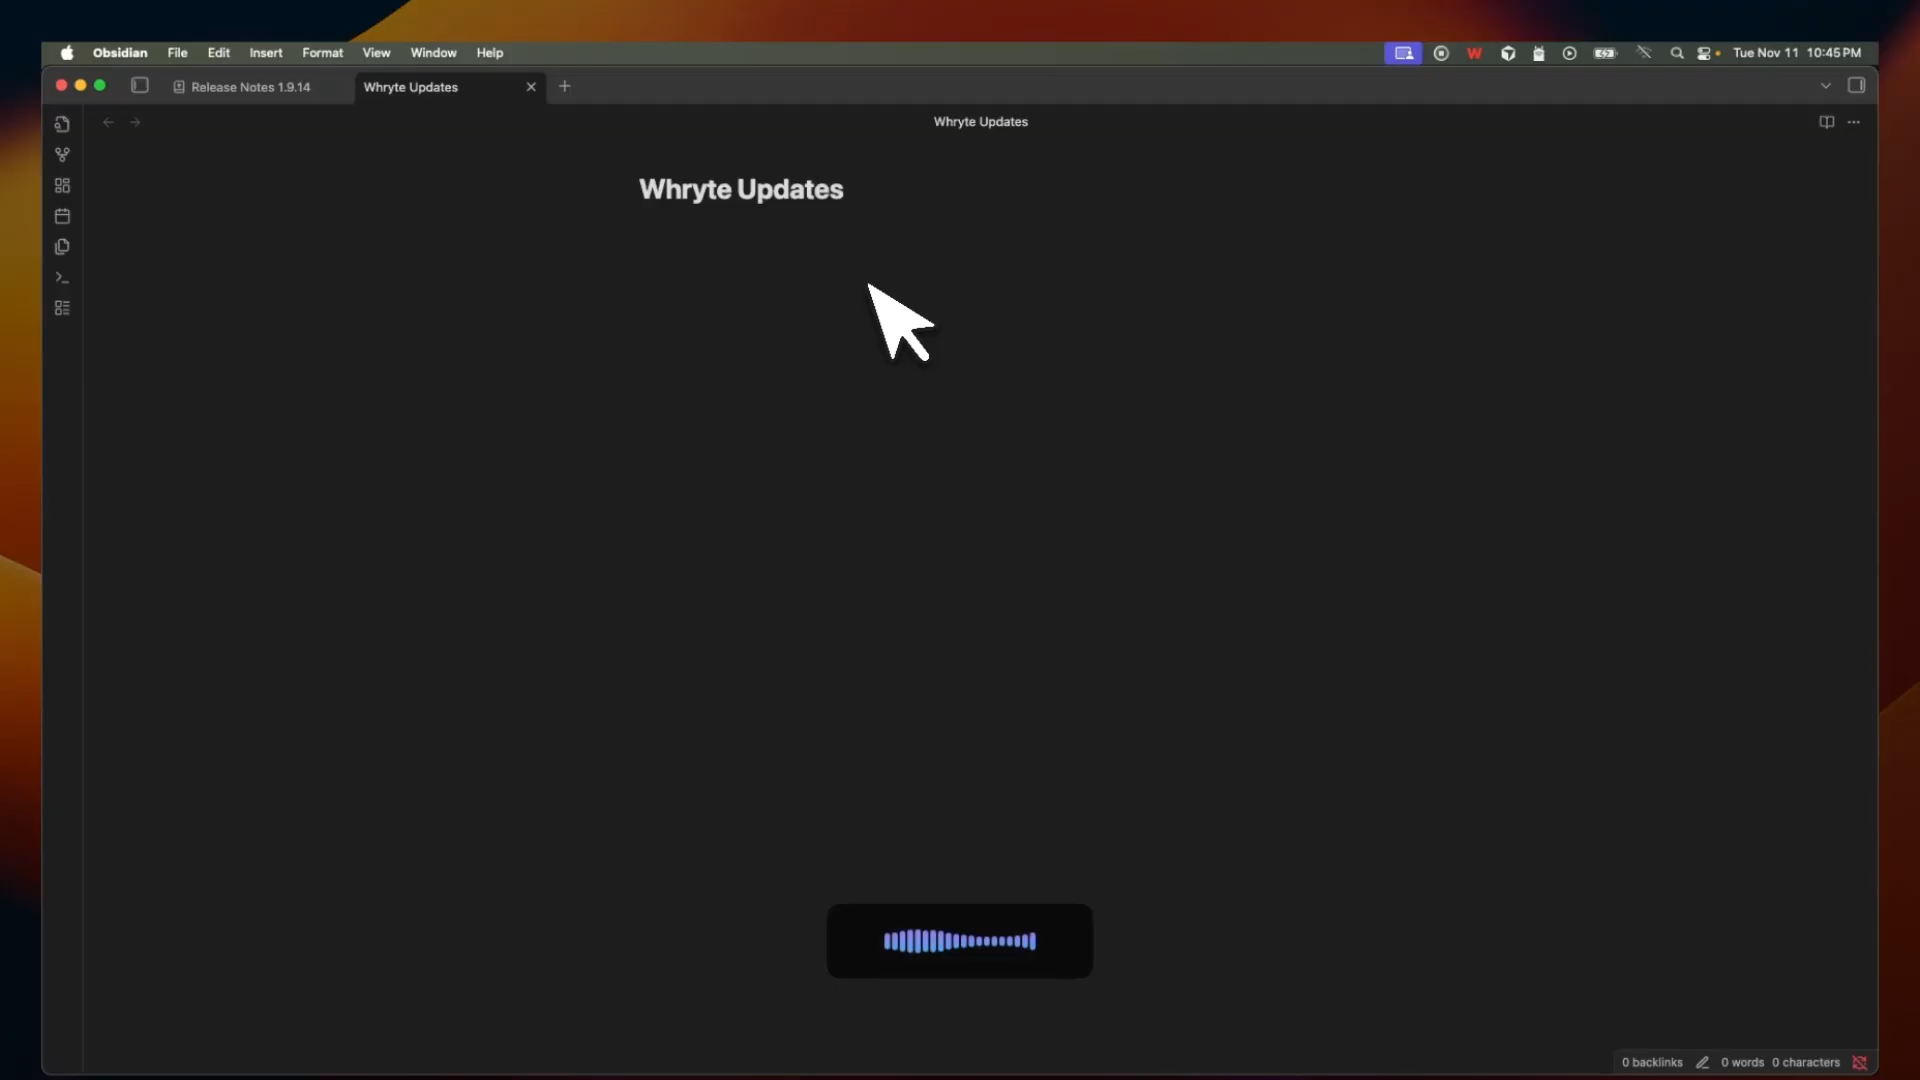 Obsidian File Edit Insert Format View Window Help W Tue Nov 11 10:45 PM
Release Notes 1.9.14 Whryte Updates
Whryte Updates
Whryte Updates
0 backlinks 0 words 0 characters